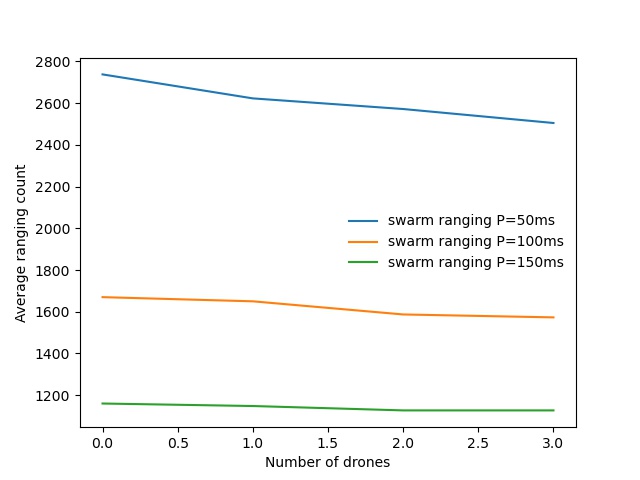 2800
2600
2400
2200
2000
1800
1600
1400
1200
Average ranging count
swarm ranging P=50ms
swarm ranging P=100ms
swarm ranging P=150ms
0.0 0.5 1.0 1.5 2.0 2.5 3.0
Number of drones